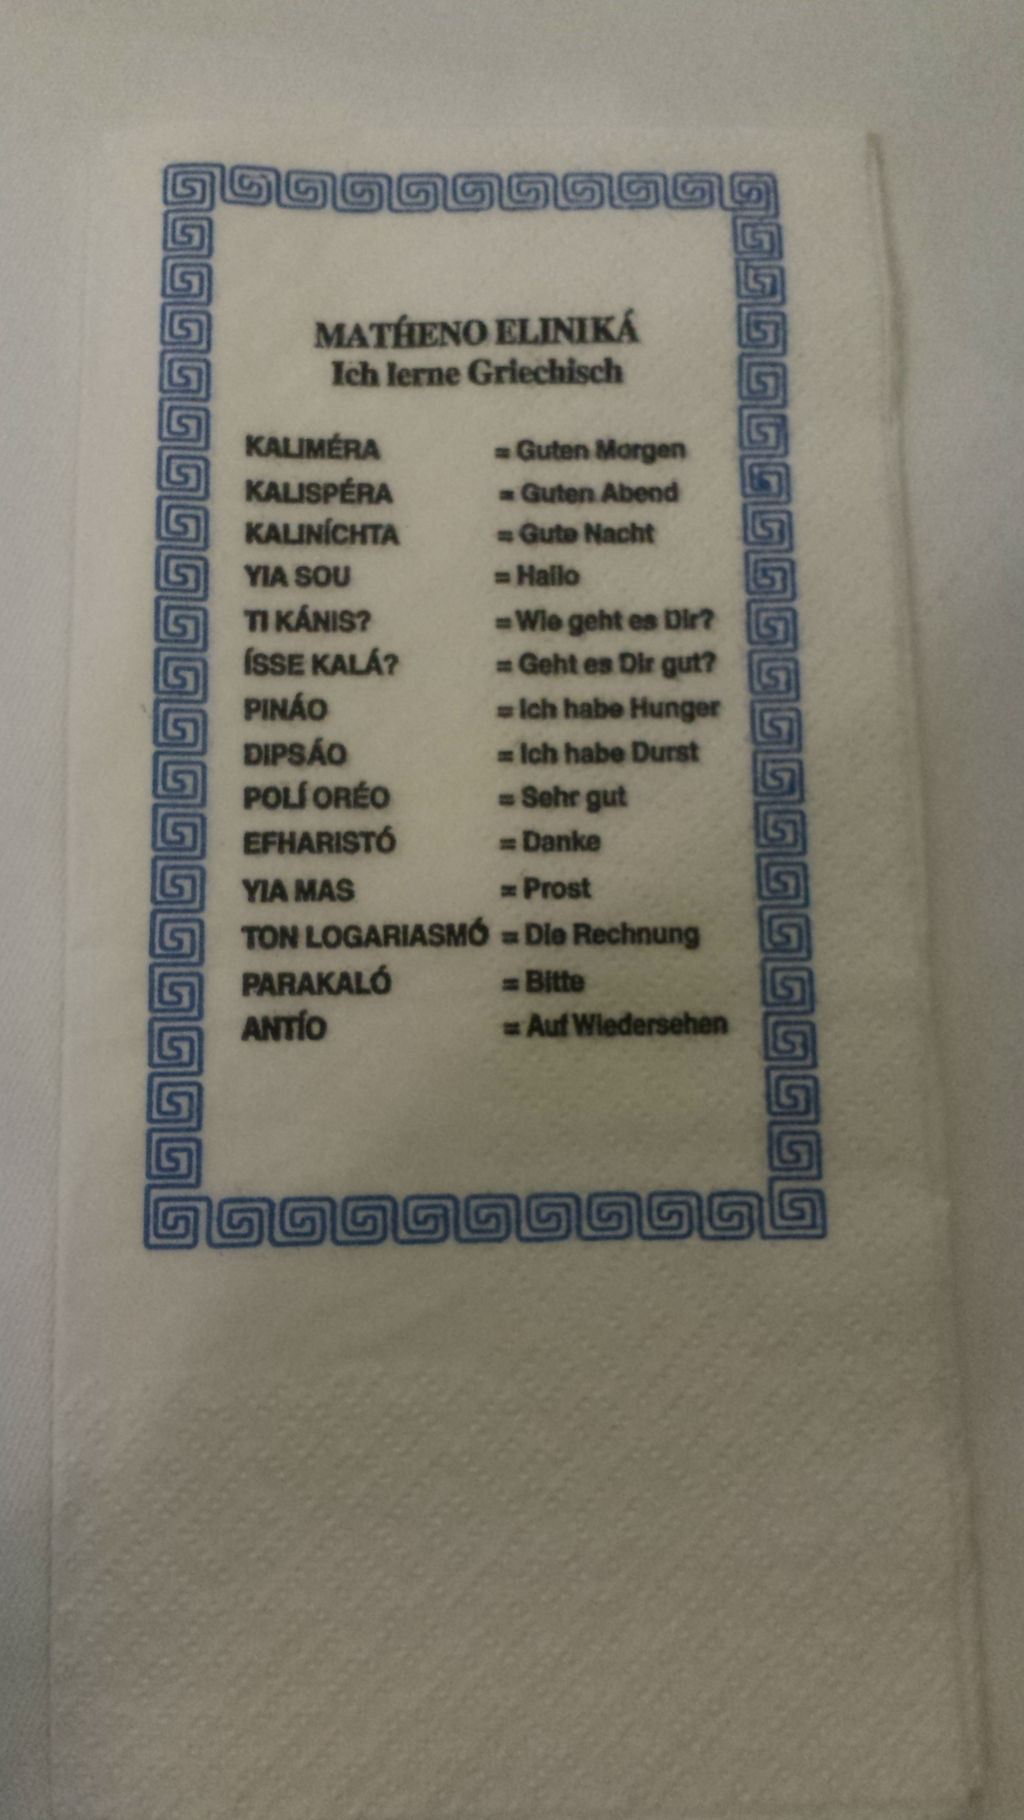 MATHENO ELINIKÁ
Ich lerne Griechisch
KALIMÉRA = Guten Morgen
KALISPÉRA = Guten Abend
KALINÍCHTA = Gute Nacht
YIA SOU = Hallo
TI KÁNIS? = Wie geht es Dir?
ÍSSE KALÁ? = Geht es Dir gut?
PINÁO = Ich habe Hunger
DIPSÁO = Ich habe Durst
POLÍ ORÉO = Sehr gut
EFHARISTÓ = Danke
YIA MAS = Prost
TON LOGARIASMÓ = Die Rechnung
PARAKALÓ = Bitte
ANTÍO = Auf Wiedersehen